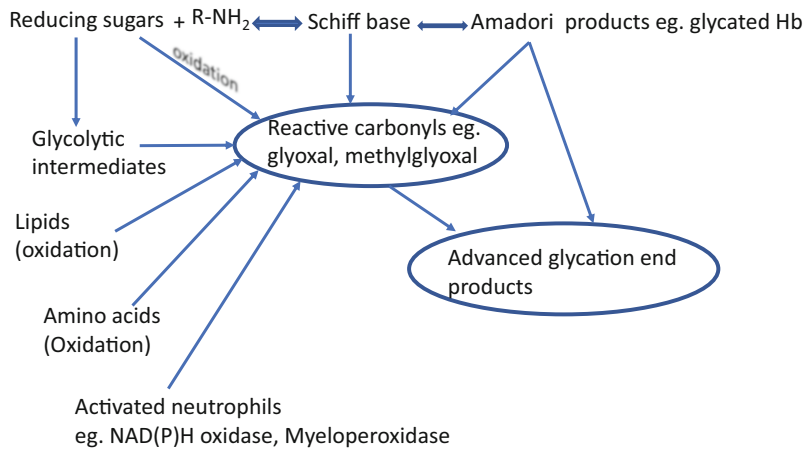 Reducing sugars + R-NH₂ Schiff base Amadori products eg. glycated Hb
oxidation
Reactive carbonyls eg.
glyoxal, methylglyoxal
Glycolytic
intermediates
Lipids
(oxidation)
Advanced glycation end
products
Amino acids
(Oxidation)
Activated neutrophils
eg. NAD(P)H oxidase, Myeloperoxidase